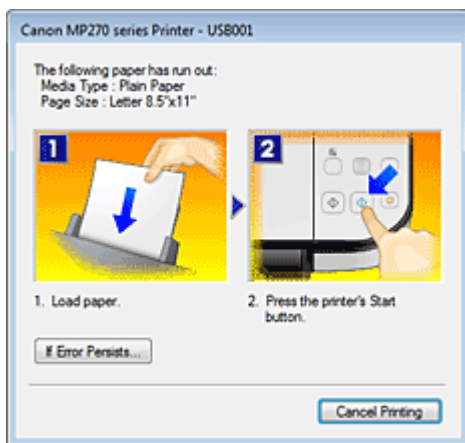 Canon MP270 series Printer - USB001
The following paper has run out:
Media Type : Plain Paper
Page Size : Letter 8.5"x11"
1
2
1. Load paper.
2. Press the printer's Start
button.
If Error Persists...
Cancel Printing